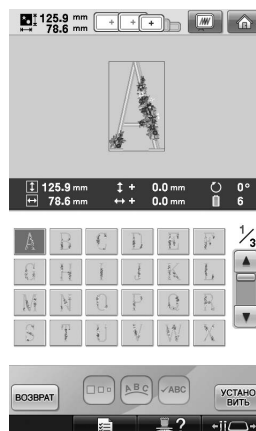 125.9 mm
78.6 mm
A
125.9 mm + 0.0 mm 0°
78.6 mm + 0.0 mm 6
A B C D E F
1/3
G H I J K L
M N O P Q R
S T U V W X
ВОЗВРАТ
ABC
ABC
УСТАНО
ВИТЬ
?